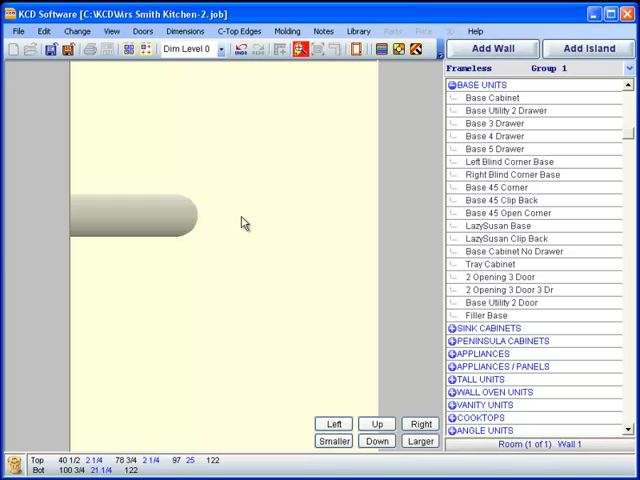 KCD Software [C:\KCD\Mrs Smith Kitchen-2.job]
File Edit Change View Doors Dimensions C-Top Edges Molding Notes Library Parts 3D Help
Dim Level 0
Add Wall Add Island
Frameless Group 1
BASE UNITS
Base Cabinet
Base Utility 2 Drawer
Base 3 Drawer
Base 4 Drawer
Base 5 Drawer
Left Blind Corner Base
Right Blind Corner Base
Base 45 Corner
Base 45 Clip Back
Base 45 Open Corner
LazySusan Base
LazySusan Clip Back
Base Cabinet No Drawer
Tray Cabinet
2 Opening 3 Door
2 Opening 3 Door 3 Dr
Base Utility 2 Door
Filler Base
SINK CABINETS
PENINSULA CABINETS
APPLIANCES
APPLIANCES / PANELS
TALL UNITS
WALL OVEN UNITS
VANITY UNITS
COOKTOPS
ANGLE UNITS
Left Up Right
Smaller Down Larger
Room (1 of 1) Wall 1
Top 40 1/2 2 1/4 78 3/4 2 1/4 97 25 122
Bot 100 3/4 21 1/4 122